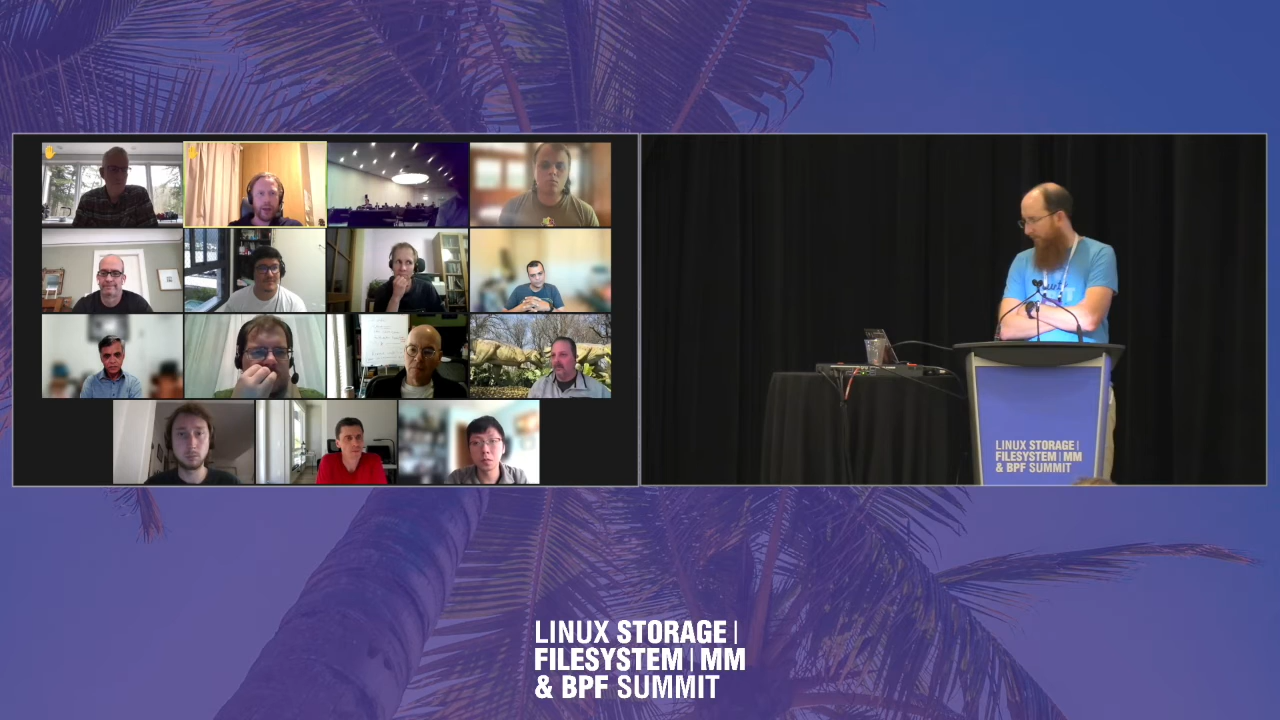 LINUX STORAGE |
FILESYSTEM | MM
& BPF SUMMIT
LINUX STORAGE |
FILESYSTEM | MM
& BPF SUMMIT